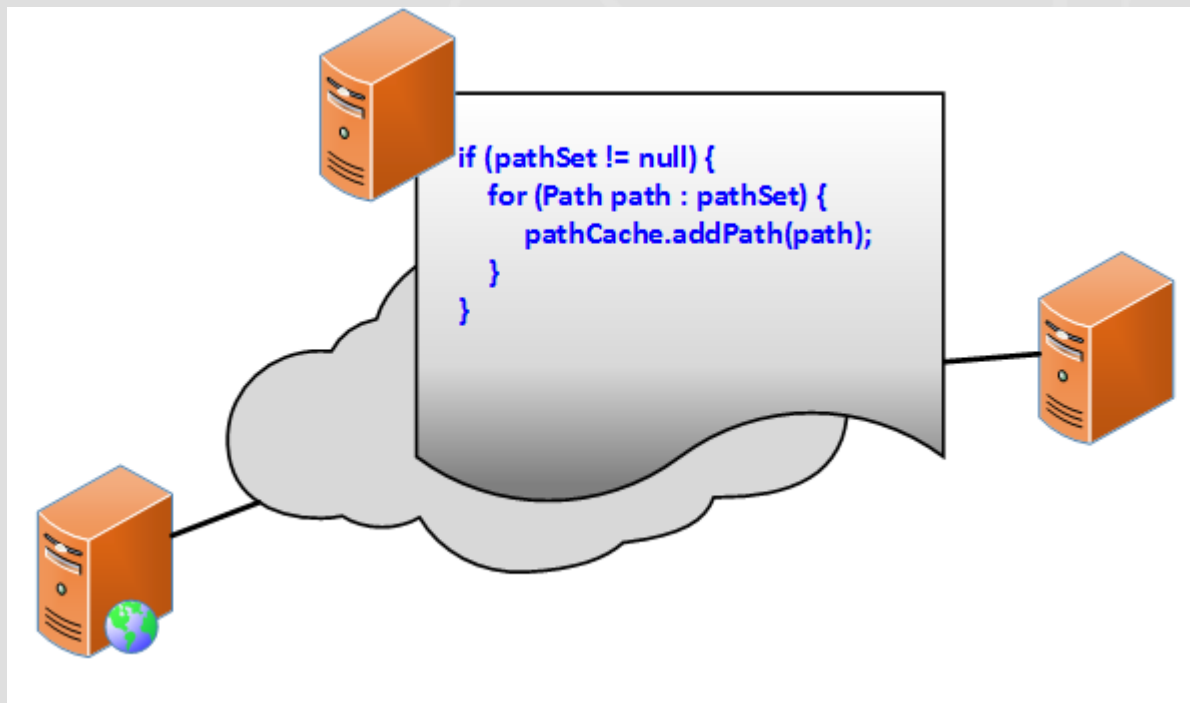 if (pathSet != null) {
for (Path path : pathSet) {
pathCache.addPath(path);
}
}